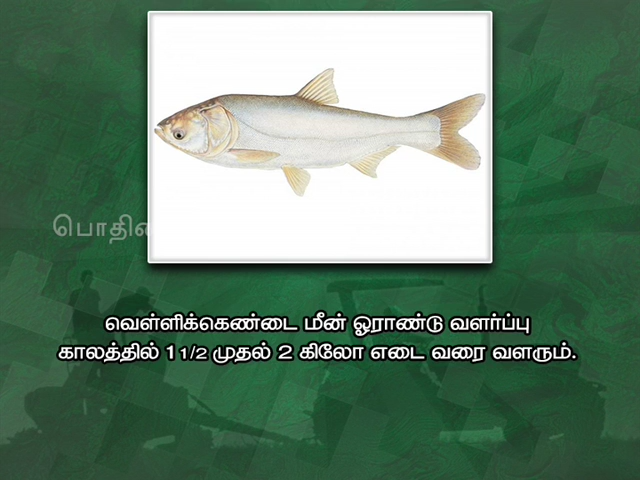 வெள்ளிக்கெண்டை மீன் ஓராண்டு வளர்ப்பு
காலத்தில் 1 1/2 முதல் 2 கிலோ எடை வரை வளரும்.